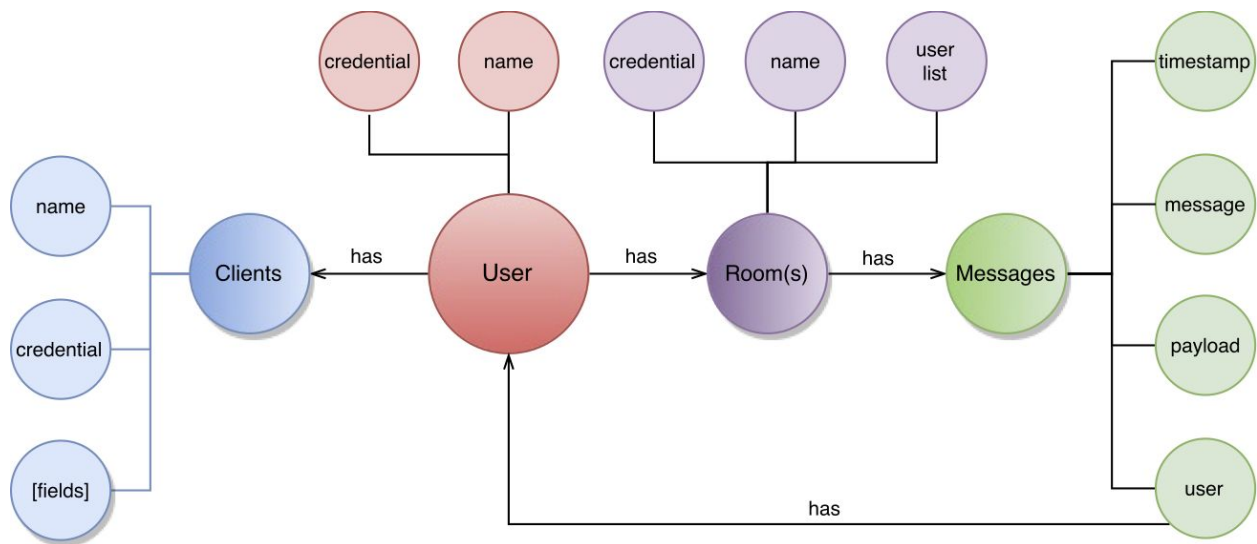 credential
name
credential
name
user
list
timestamp
name
message
Clients
has
User
has
Room(s)
has
Messages
credential
payload
[fields]
user
has